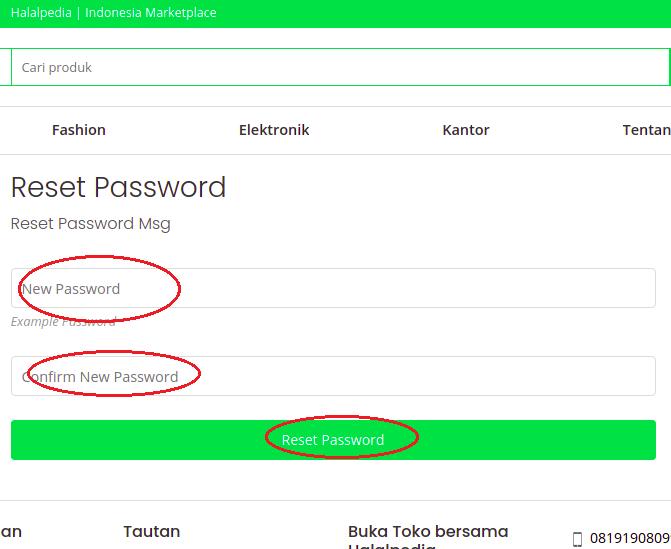 Halalpedia | Indonesia Marketplace
Cari produk
Fashion Elektronik Kantor Tentan
Reset Password
Reset Password Msg
New Password
Example Password
Confirm New Password
Reset Password
an Tautan Buka Toko bersama 0819190809
Halalpedia